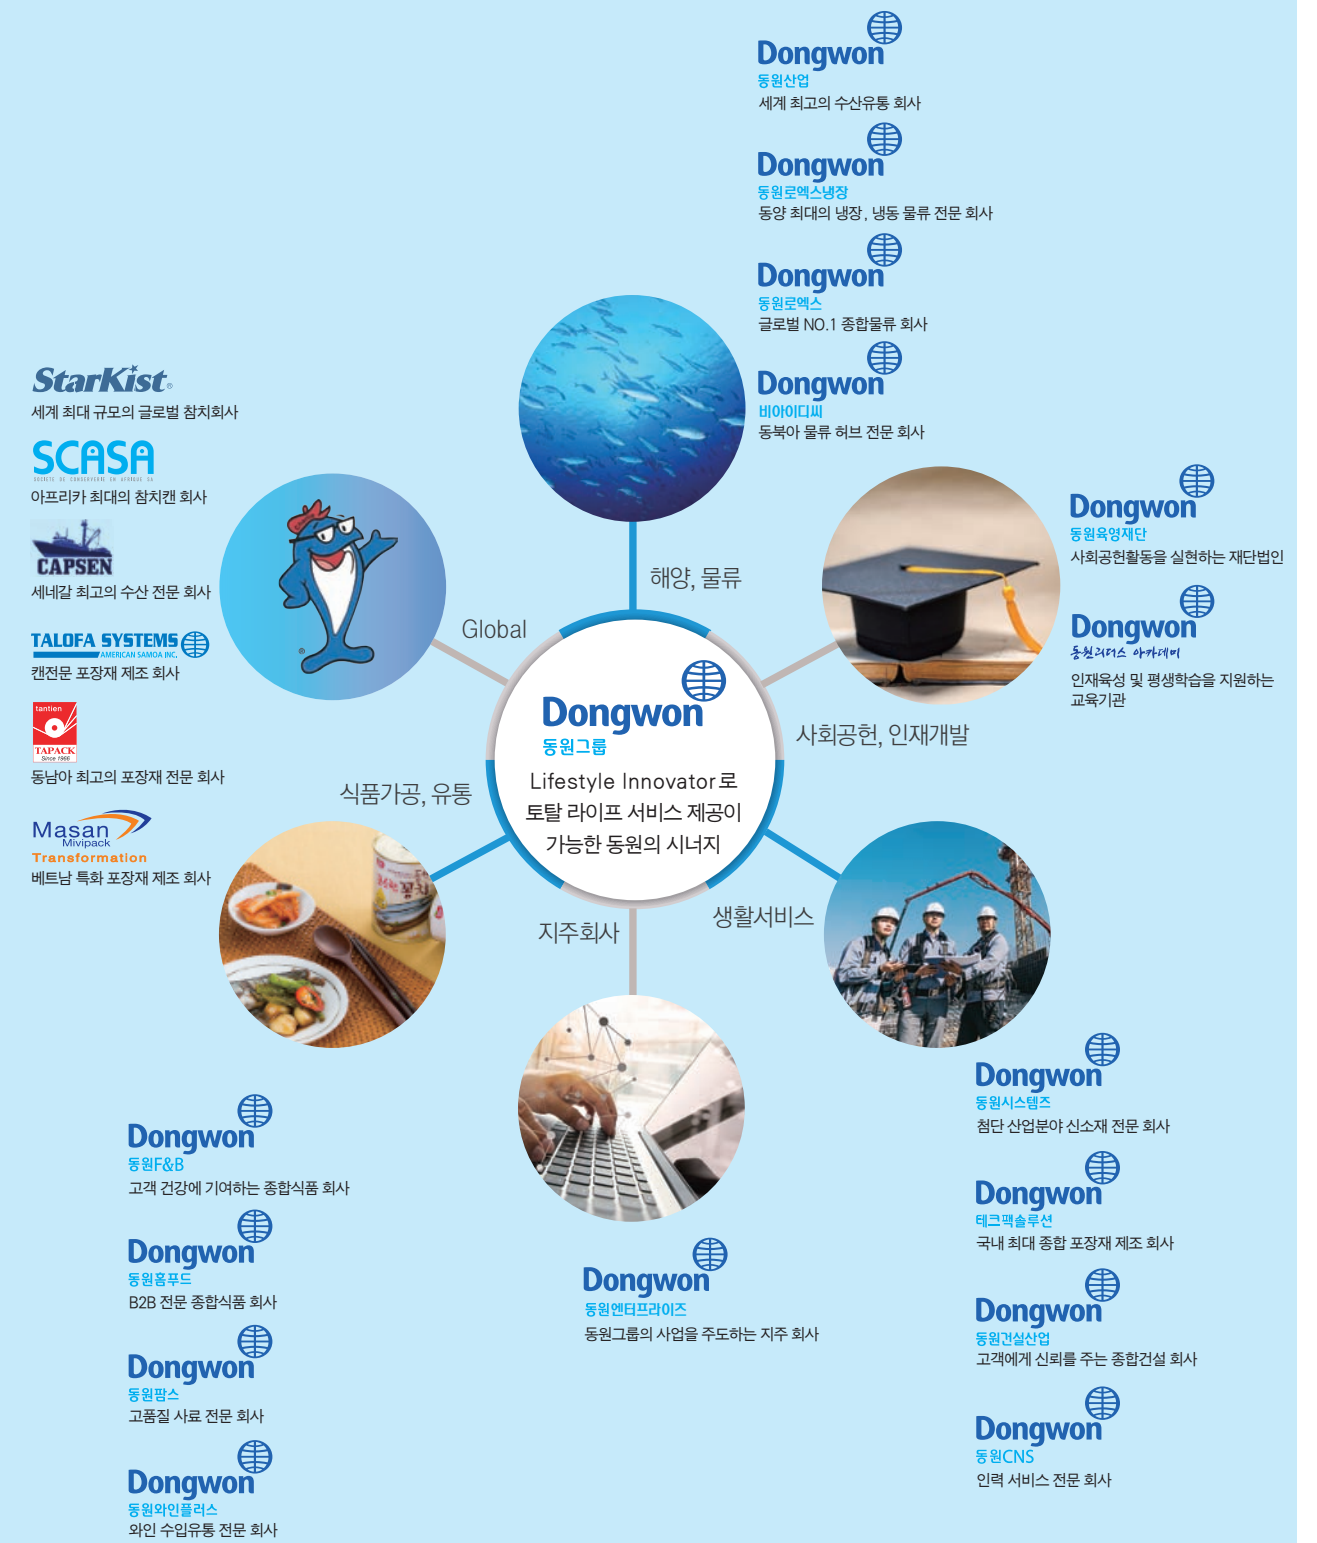 Dongwon
동원산업
세계 최고의 수산유통 회사
Dongwon
동원로엑스냉장
동양 최대의 냉장, 냉동 물류 전문 회사
Dongwon
동원로엑스
글로벌 NO.1 종합물류 회사
Dongwon
비아이디씨
동북아 물류 허브 전문 회사
해양, 물류
StarKist®
세계 최대 규모의 글로벌 참치회사
SCASA
SOCIETE DE CONSERVERIE EN AFRIQUE SA
아프리카 최대의 참치캔 회사
CAPSEN
세네갈 최고의 수산 전문 회사
TALOFA SYSTEMS
AMERICAN SAMOA INC.
캔전문 포장재 제조 회사
tantien
TAPACK
Since 1966
동남아 최고의 포장재 전문 회사
Masan
Mivipack
Transformation
베트남 특화 포장재 제조 회사
®
Global
Dongwon
동원육영재단
사회공헌활동을 실현하는 재단법인
Dongwon
동원리더스 아카데미
인재육성 및 평생학습을 지원하는
교육기관
사회공헌, 인재개발
Dongwon
동원그룹
Lifestyle Innovator로
토탈 라이프 서비스 제공이
가능한 동원의 시너지
식품가공, 유통
지주회사
생활서비스
Dongwon
동원F&B
고객 건강에 기여하는 종합식품 회사
Dongwon
동원홈푸드
B2B 전문 종합식품 회사
Dongwon
동원팜스
고품질 사료 전문 회사
Dongwon
동원와인플러스
와인 수입유통 전문 회사
Dongwon
동원엔터프라이즈
동원그룹의 사업을 주도하는 지주 회사
Dongwon
동원시스템즈
첨단 산업분야 신소재 전문 회사
Dongwon
테크팩솔루션
국내 최대 종합 포장재 제조 회사
Dongwon
동원건설산업
고객에게 신뢰를 주는 종합건설 회사
Dongwon
동원CNS
인력 서비스 전문 회사